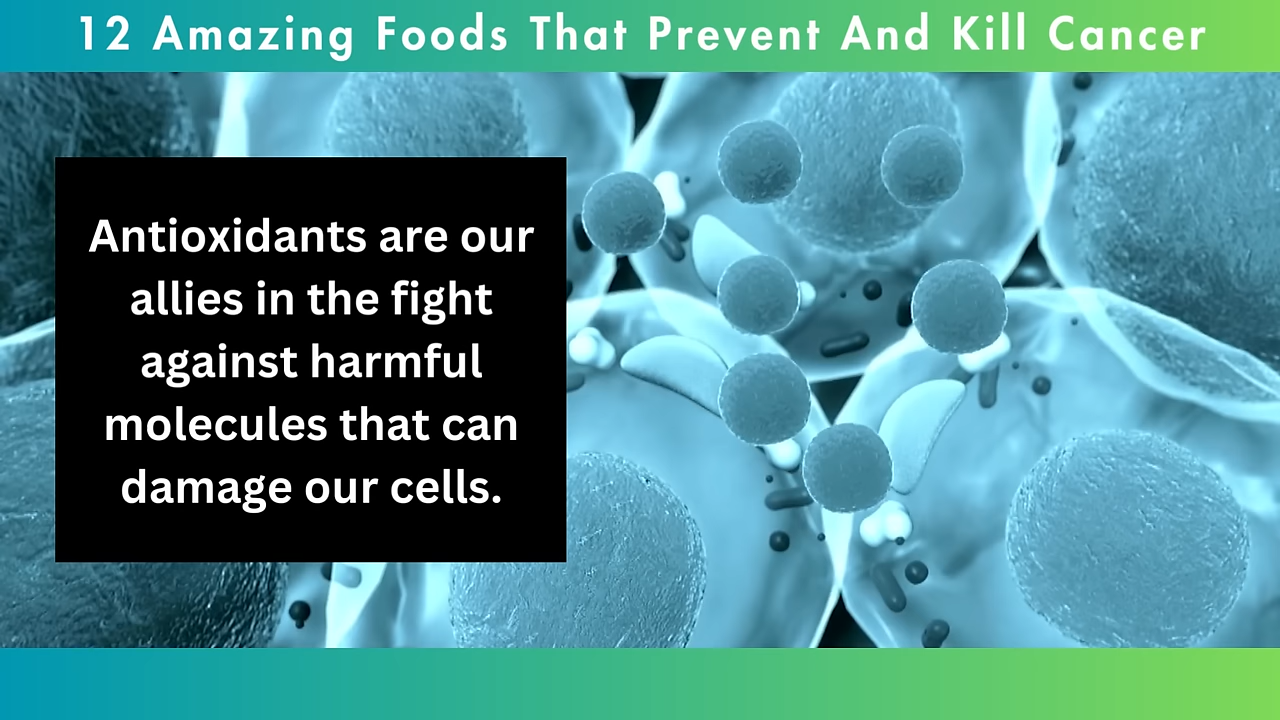 12 Amazing Foods That Prevent And Kill Cancer
Antioxidants are our
allies in the fight
against harmful
molecules that can
damage our cells.